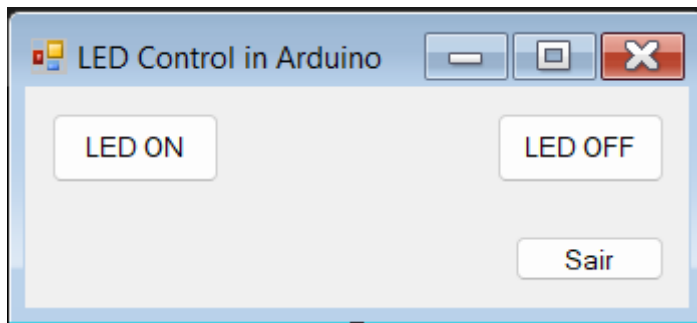 LED Control in Arduino
LED ON
LED OFF
Sair